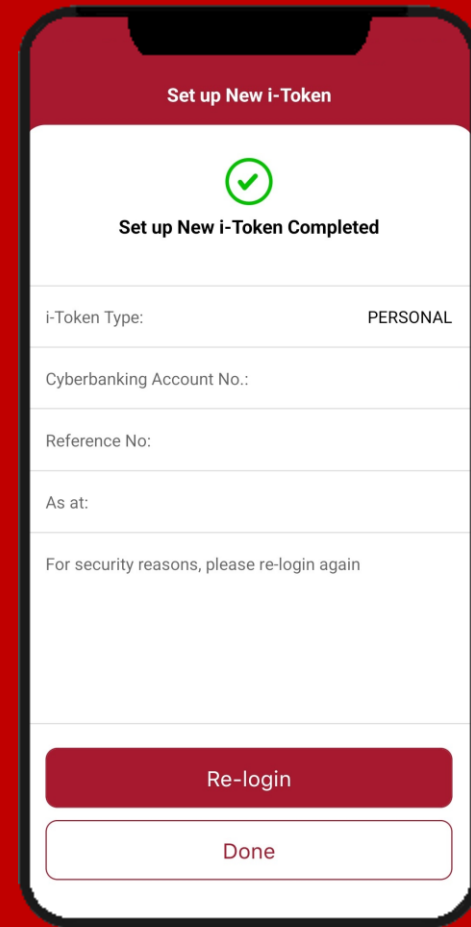 Set up New i-Token
Set up New i-Token Completed
i-Token Type: PERSONAL
Cyberbanking Account No.:
Reference No:
As at:
For security reasons, please re-login again
Re-login
Done